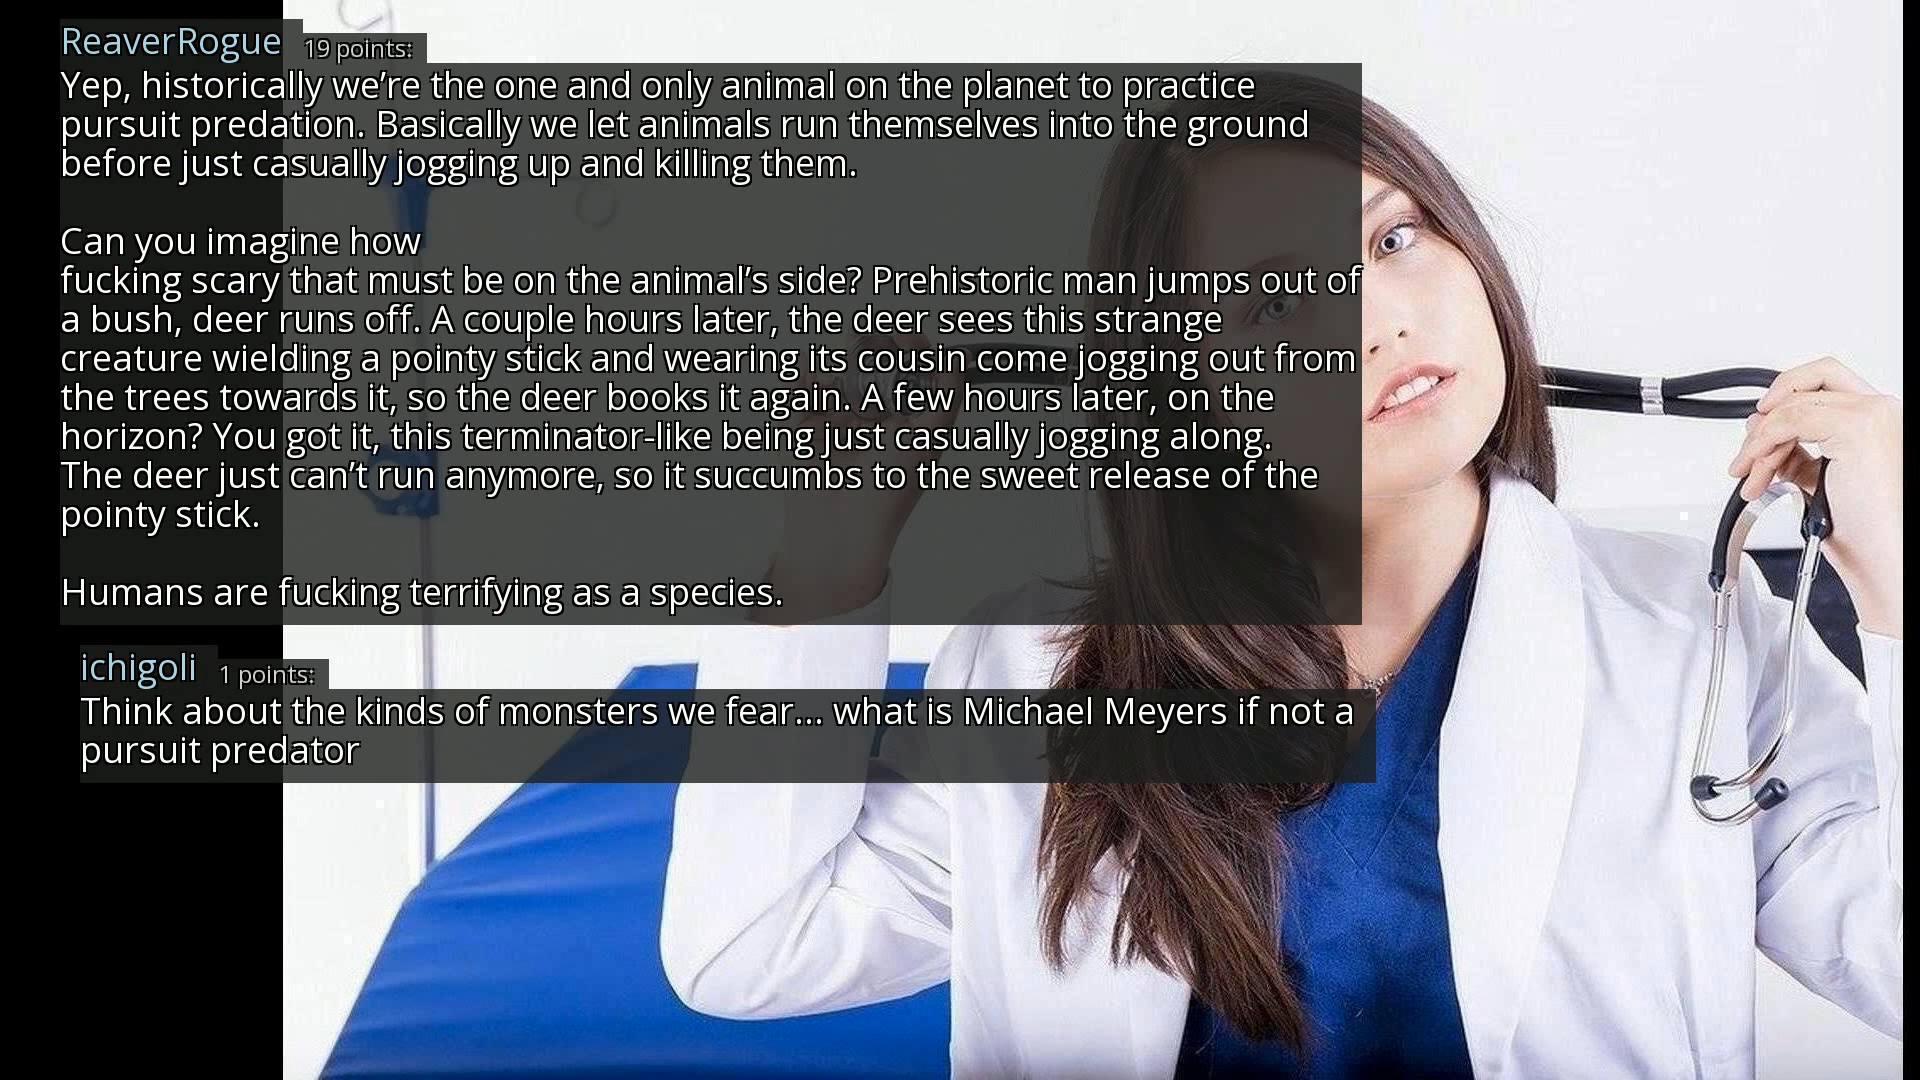 ReaverRogue 19 points:
Yep, historically we’re the one and only animal on the planet to practice
pursuit predation. Basically we let animals run themselves into the ground
before just casually jogging up and killing them.
Can you imagine how
fucking scary that must be on the animal’s side? Prehistoric man jumps out of
a bush, deer runs off. A couple hours later, the deer sees this strange
creature wielding a pointy stick and wearing its cousin come jogging out from
the trees towards it, so the deer books it again. A few hours later, on the
horizon? You got it, this terminator-like being just casually jogging along.
The deer just can’t run anymore, so it succumbs to the sweet release of the
pointy stick.
Humans are fucking terrifying as a species.
ichigoli 1 points:
Think about the kinds of monsters we fear... what is Michael Meyers if not a
pursuit predator